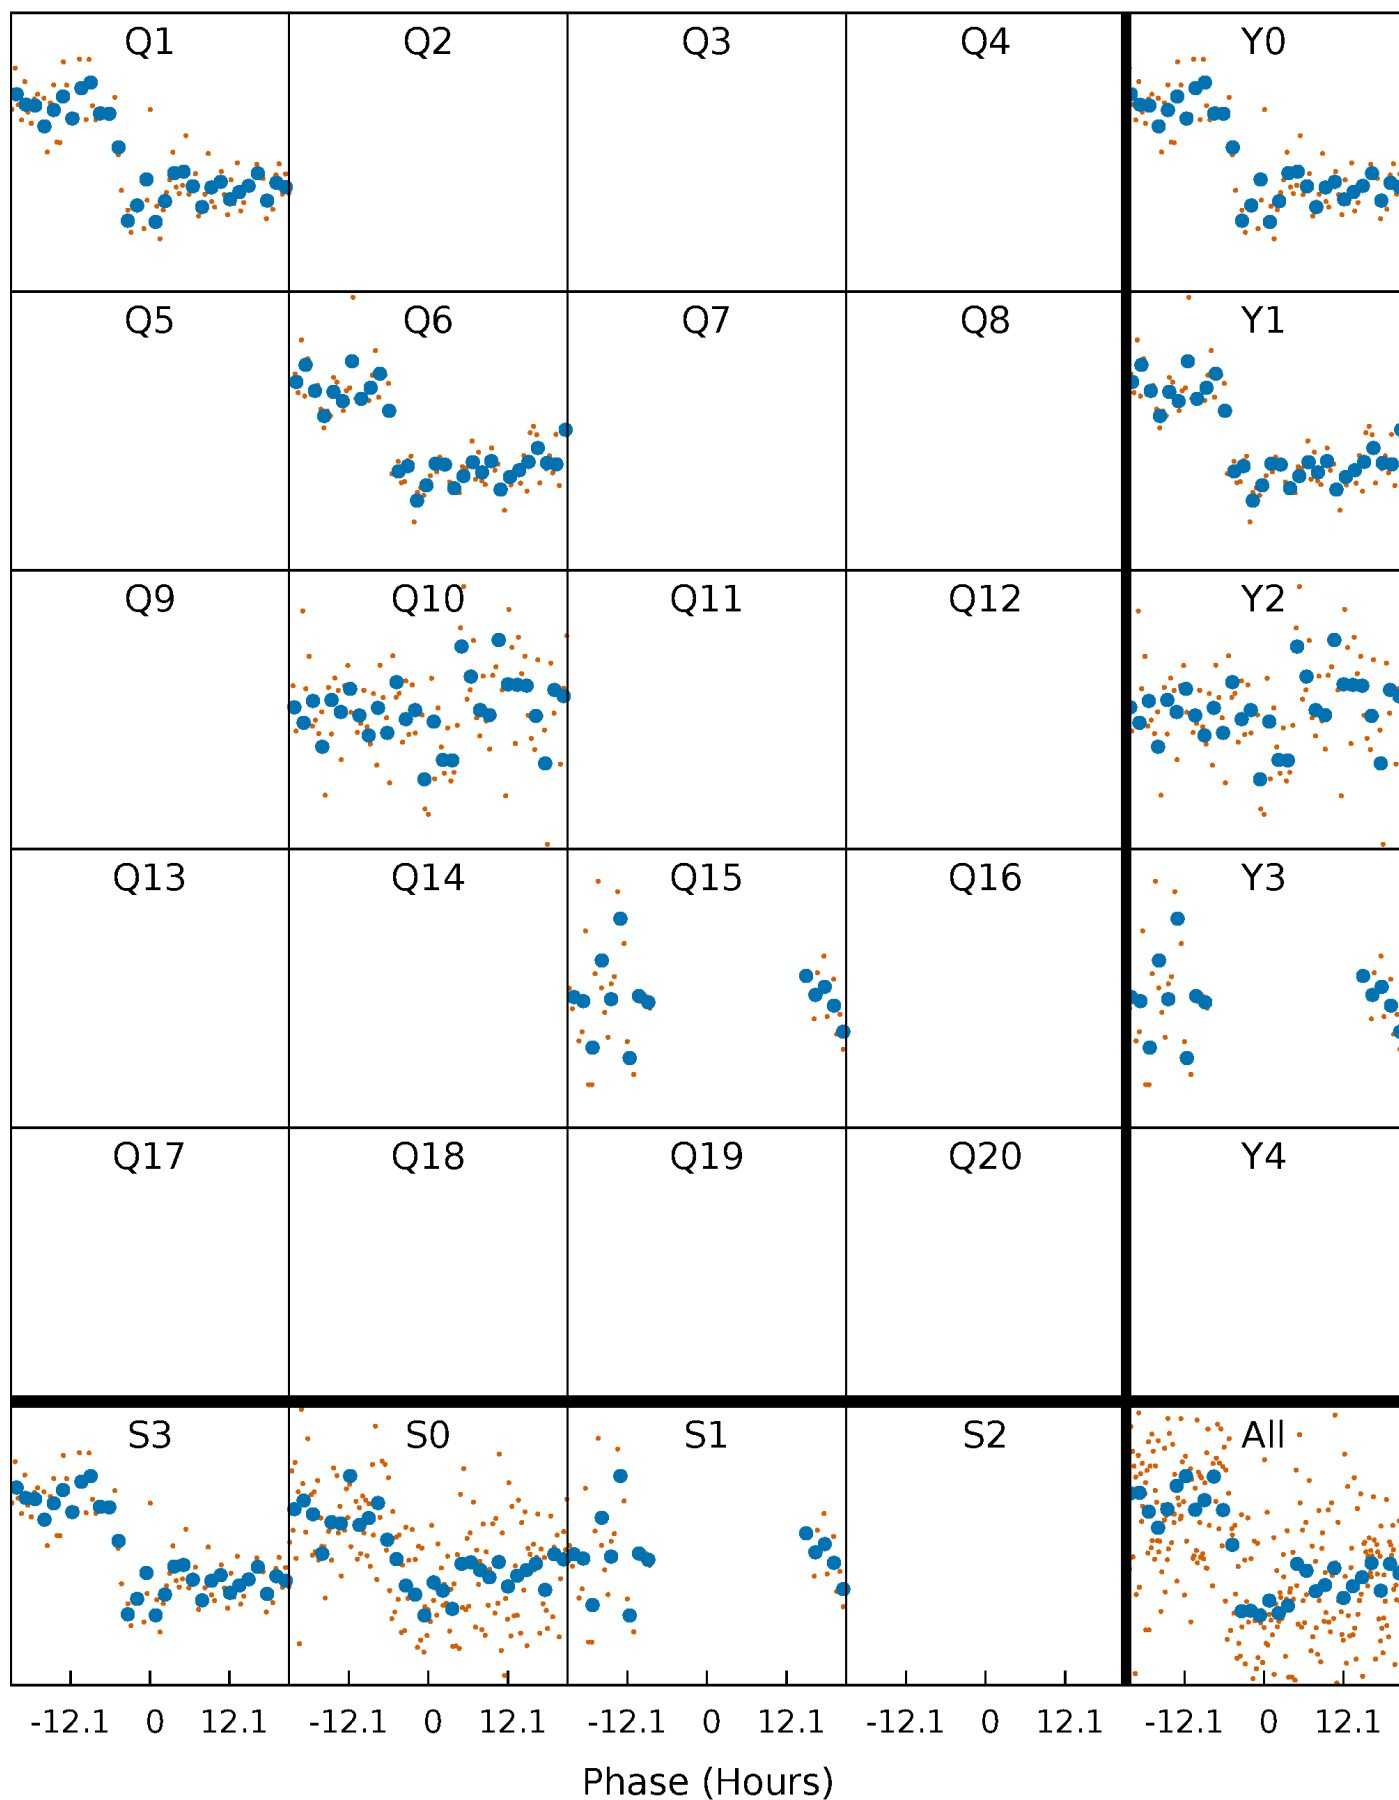 Q1 Q2 Q3 Q4 Y0
Q5 Q6 Q7 Q8 Y1
Q9 Q10 Q11 Q12 Y2
Q13 Q14 Q15 Q16 Y3
Q17 Q18 Q19 Q20 Y4
S3 S0 S1 S2 All
-12.1 0 12.1 -12.1 0 12.1 -12.1 0 12.1 -12.1 0 12.1 -12.1 0 12.1
Phase (Hours)